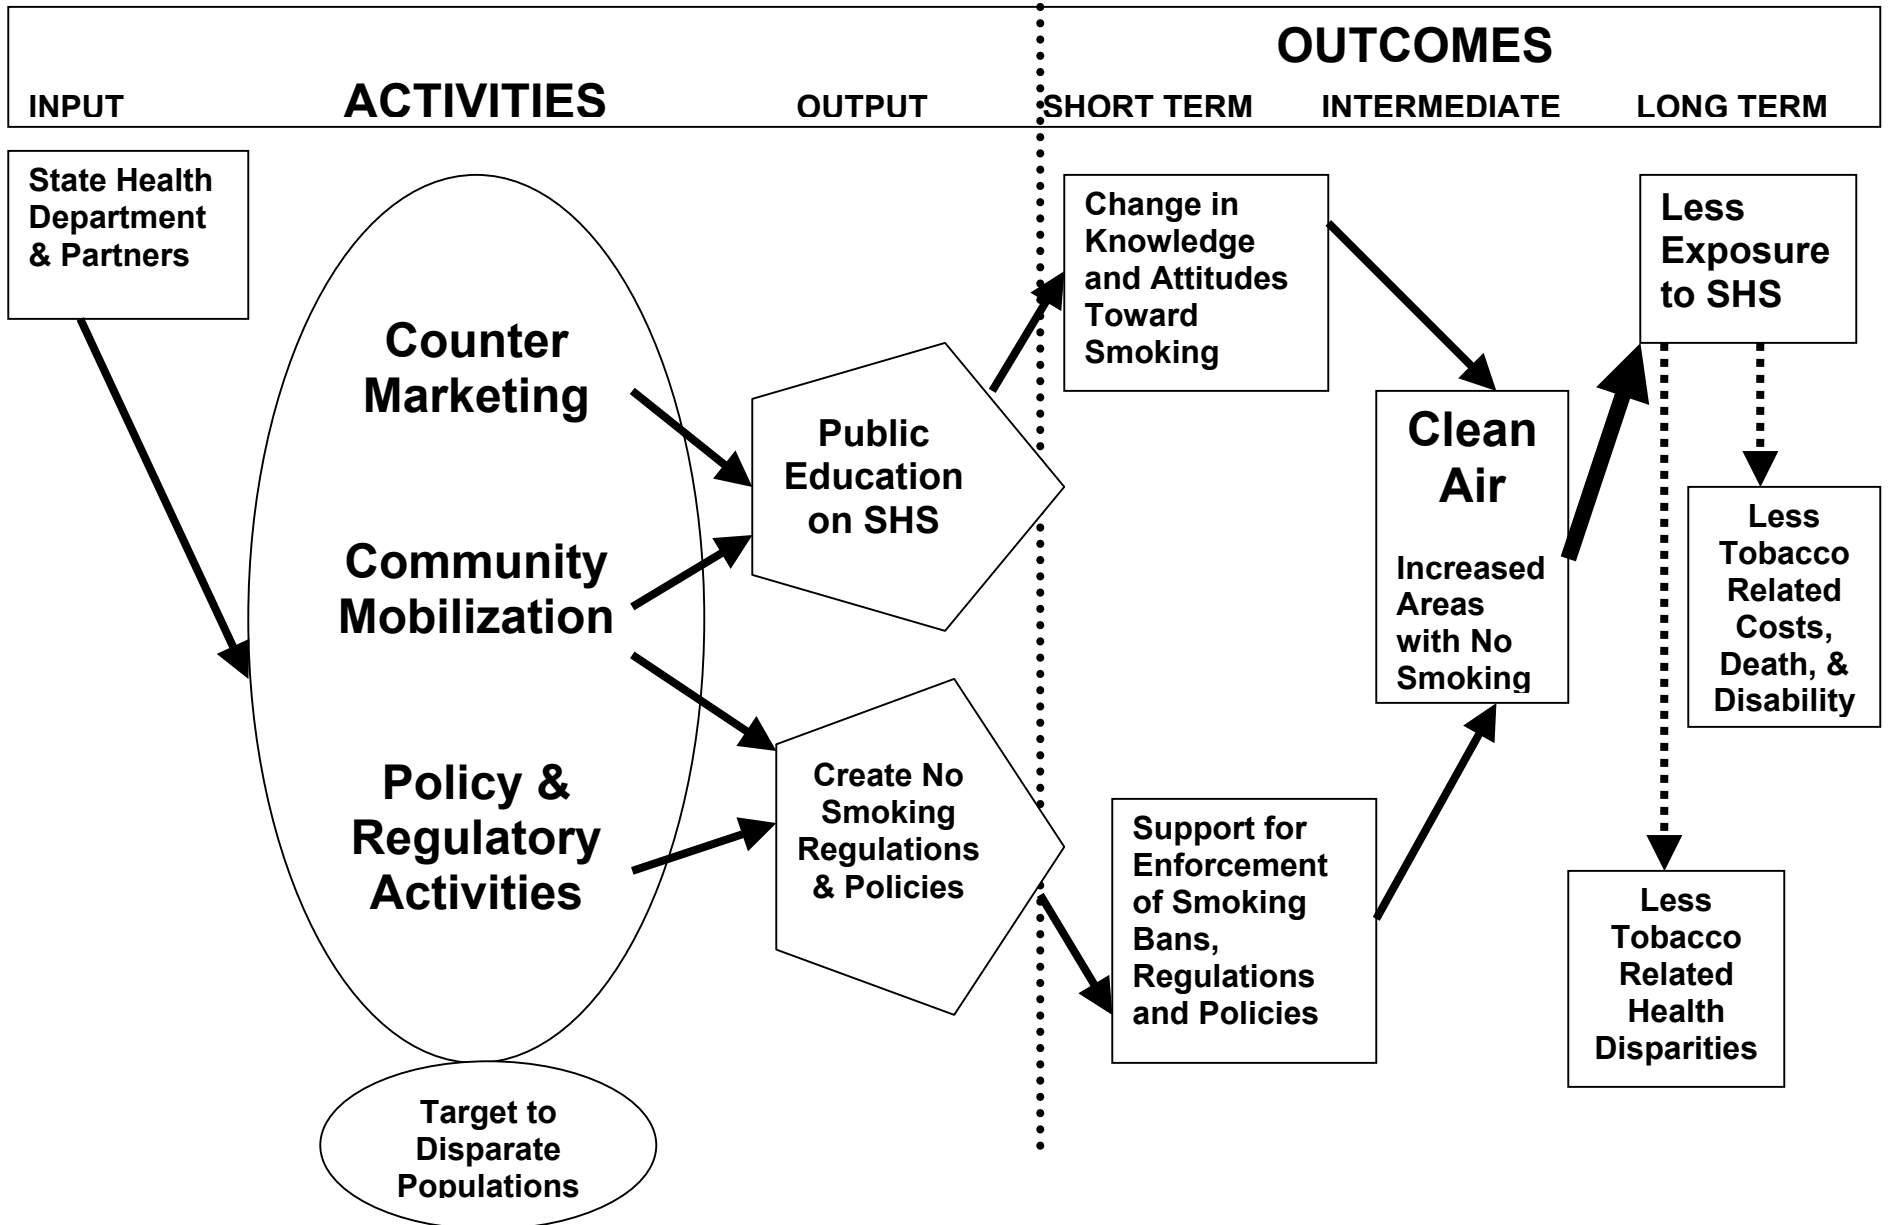 OUTCOMES
INPUT
ACTIVITIES
OUTPUT
SHORT TERM
INTERMEDIATE
LONG TERM
State Health
Department
& Partners
Counter
Marketing
Community
Mobilization
Policy &
Regulatory
Activities
Target to
Disparate
Populations
Public
Education
on SHS
Create No
Smoking
Regulations
& Policies
Change in
Knowledge
and Attitudes
Toward
Smoking
Support for
Enforcement
of Smoking
Bans,
Regulations
and Policies
Clean
Air
Increased
Areas
with No
Smoking
Less
Exposure
to SHS
Less
Tobacco
Related
Costs,
Death, &
Disability
Less
Tobacco
Related
Health
Disparities